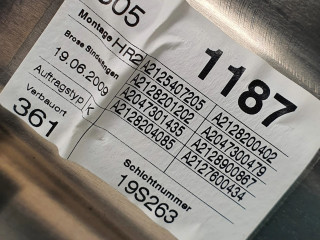 005
Montage HR2
1187
Brose Sindelfingen
19.06.2009
Auftragstyp K
Verbauort
361
A2125407205
A2128201202
A2047301435
A2128204085
A2128200402
A2047300479
A2128900867
A2127600434
Schichtnummer
19S263